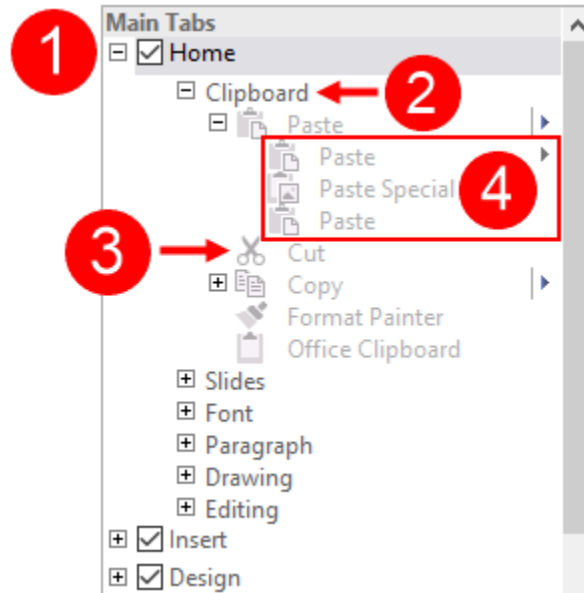 Main Tabs
1 Home
Clipboard 2
Paste
Paste
Paste Special 4
Paste
3 Cut
Copy
Format Painter
Office Clipboard
Slides
Font
Paragraph
Drawing
Editing
Insert
Design